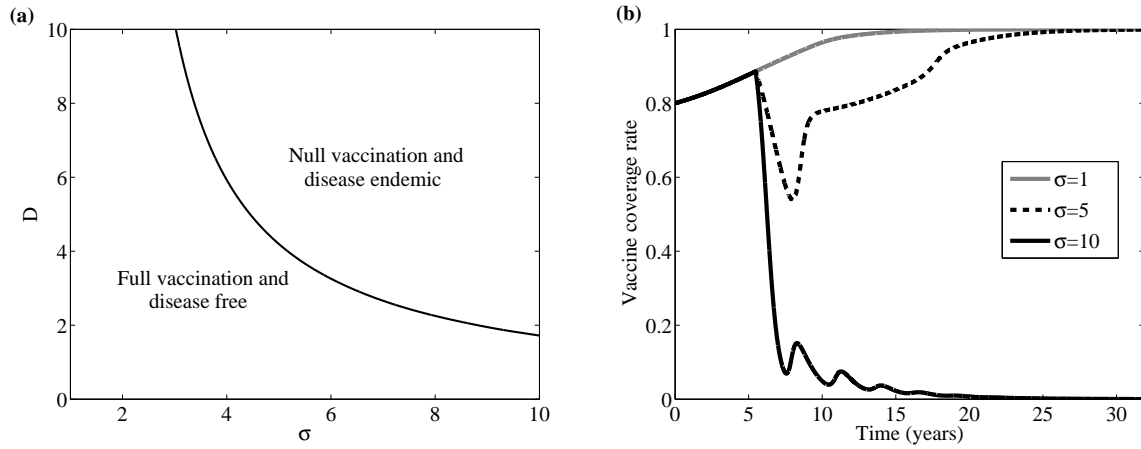 (a)
10
8
6
4
2
0
D
2
4
6
8
10
σ
Null vaccination and
disease endemic
Full vaccination and
disease free
(b)
1
0.8
0.6
0.4
0.2
0
Vaccine coverage rate
0
5
10
15
20
25
30
Time (years)
σ=1
σ=5
σ=10